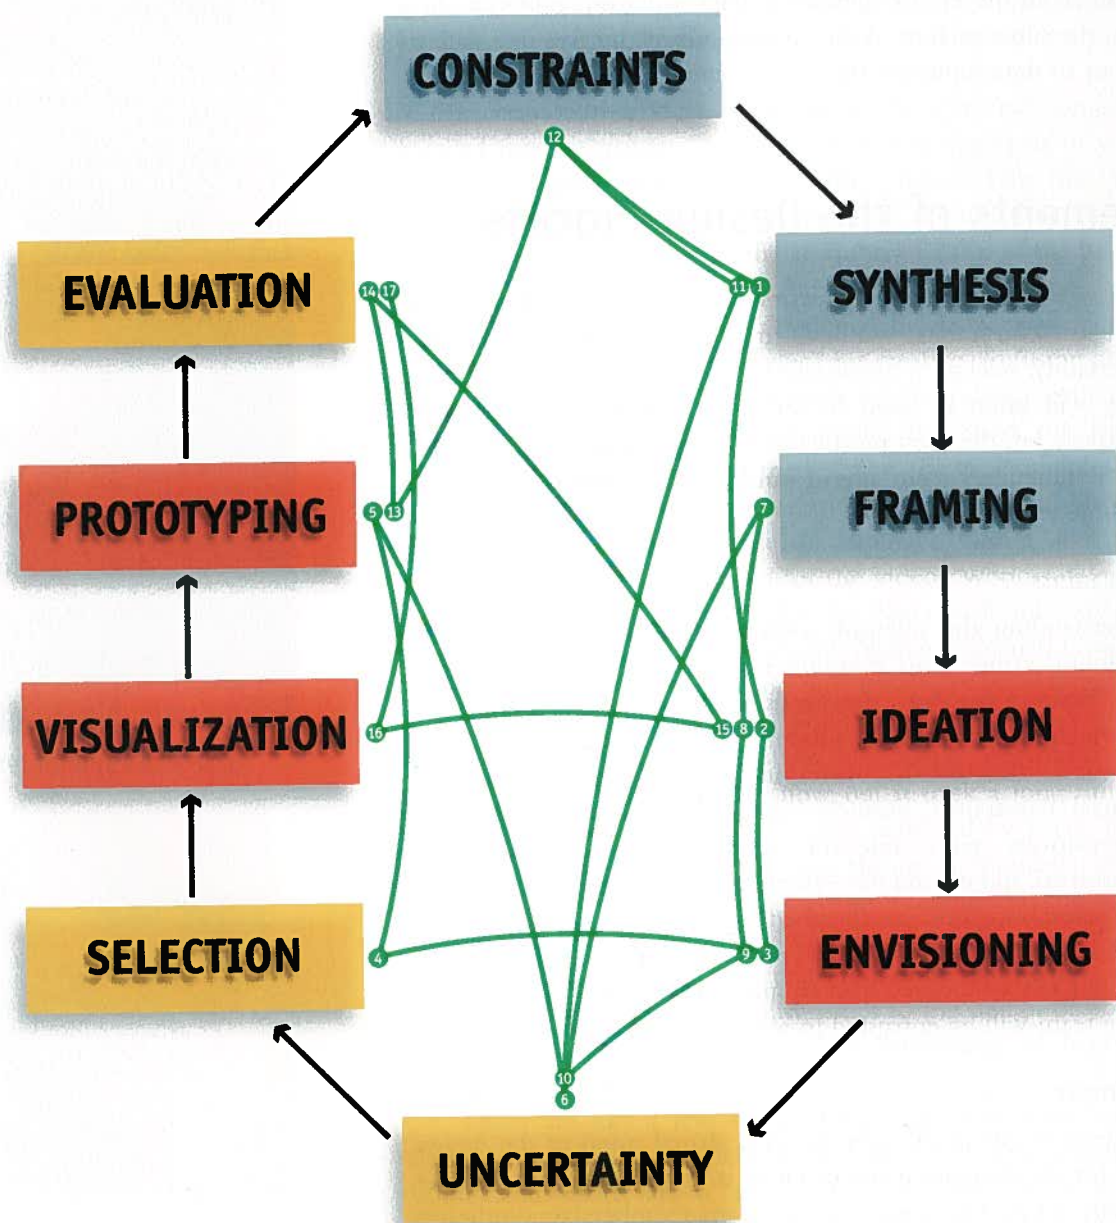 CONSTRAINTS
12
EVALUATION
14 17
11 1
SYNTHESIS
PROTOTYPING
5 13
7
FRAMING
VISUALIZATION
16
15 8 2
IDEATION
SELECTION
4
9 3
ENVISIONING
10
6
UNCERTAINTY